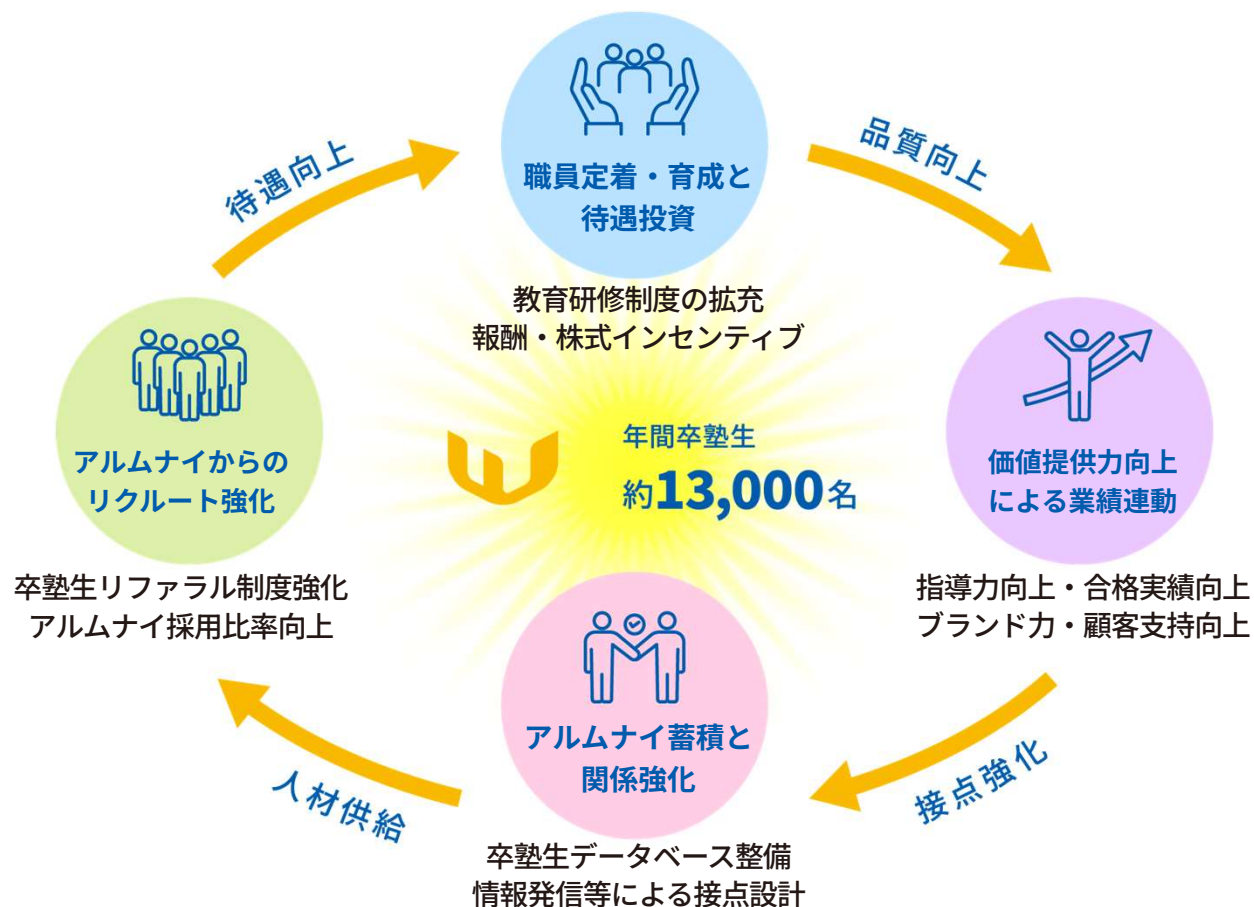 職員定着・育成と
待遇投資
教育研修制度の拡充
報酬・株式インセンティブ
品質向上
価値提供力向上
による業績連動
指導力向上・合格実績向上
ブランド力・顧客支持向上
接点強化
アルムナイ蓄積と
関係強化
卒塾生データベース整備
情報発信等による接点設計
人材供給
アルムナイからの
リクルート強化
卒塾生リファラル制度強化
アルムナイ採用比率向上
待遇向上
年間卒塾生
約13,000名